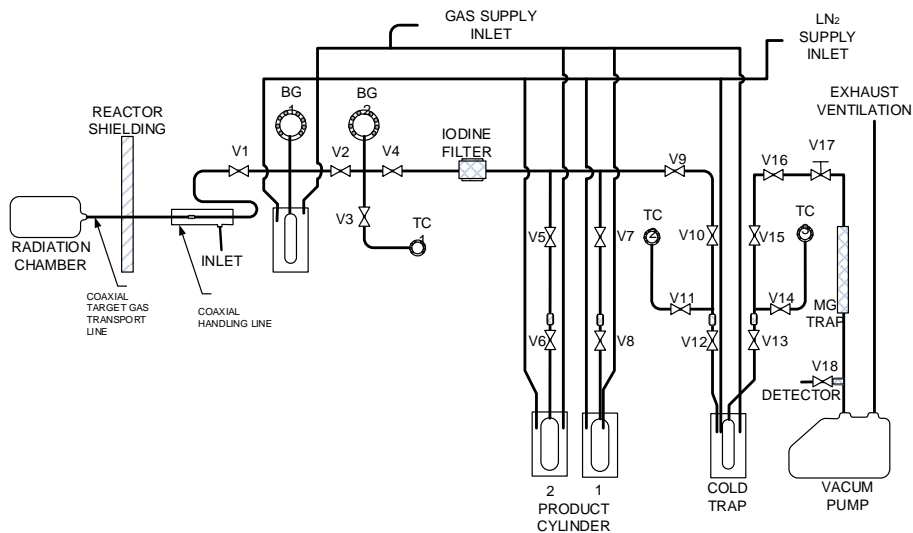 GAS SUPPLY
INLET
LN2
SUPPLY
INLET
EXHAUST
VENTILATION
REACTOR
SHIELDING
BG
1
BG
2
IODINE
FILTER
V1
V2
V4
V9
V16
V17
V3
TC
1
V5
V7
TC
2
V10
V15
TC
3
RADIATION
CHAMBER
INLET
COAXIAL
TARGET GAS
TRANSPORT
LINE
COAXIAL
HANDLING LINE
V11
V14
MG
TRAP
V6
V8
V12
V13
V18
DETECTOR
2
1
PRODUCT
CYLINDER
COLD
TRAP
VACUM
PUMP